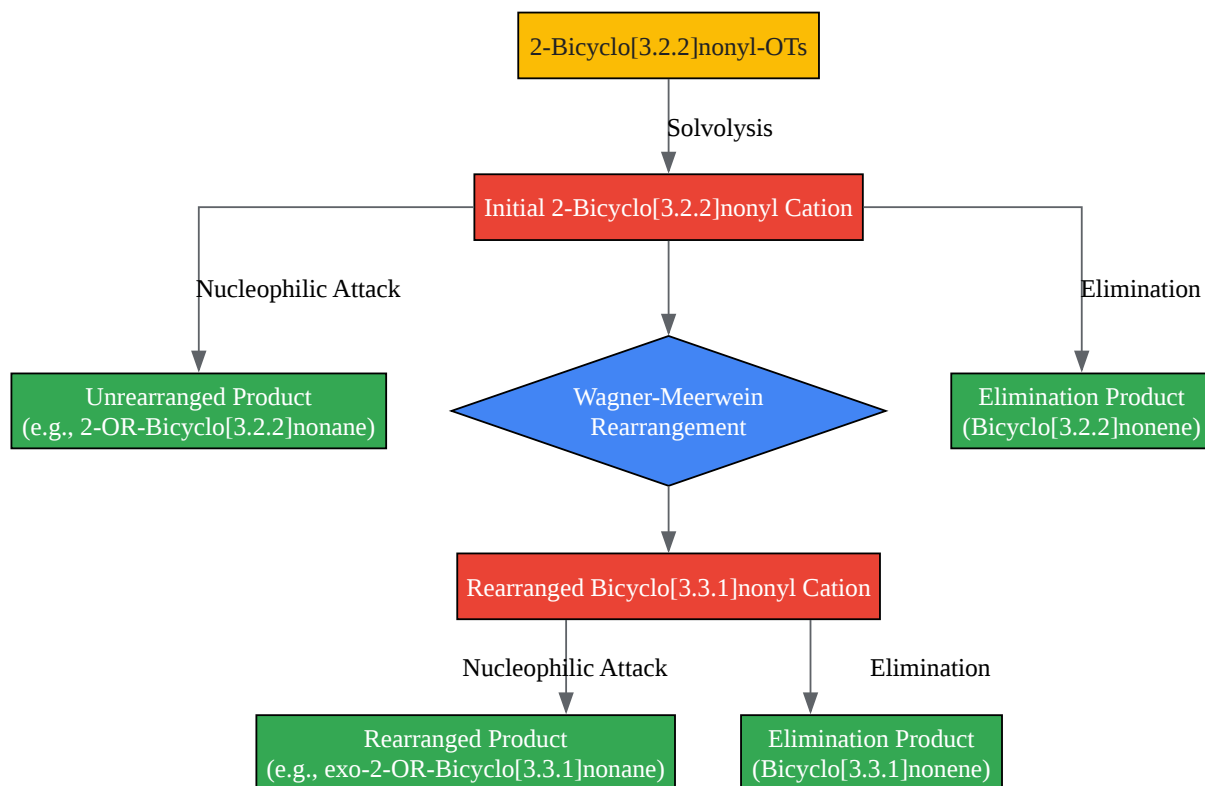 2-Bicyclo[3.2.2]nonyl-OTs
Solvolysis
Initial 2-Bicyclo[3.2.2]nonyl Cation
Nucleophilic Attack
Elimination
Unrearranged Product
(e.g., 2-OR-Bicyclo[3.2.2]nonane)
Wagner-Meerwein
Rearrangement
Elimination Product
(Bicyclo[3.2.2]nonene)
Rearranged Bicyclo[3.3.1]nonyl Cation
Nucleophilic Attack
Elimination
Rearranged Product
(e.g., exo-2-OR-Bicyclo[3.3.1]nonane)
Elimination Product
(Bicyclo[3.3.1]nonene)